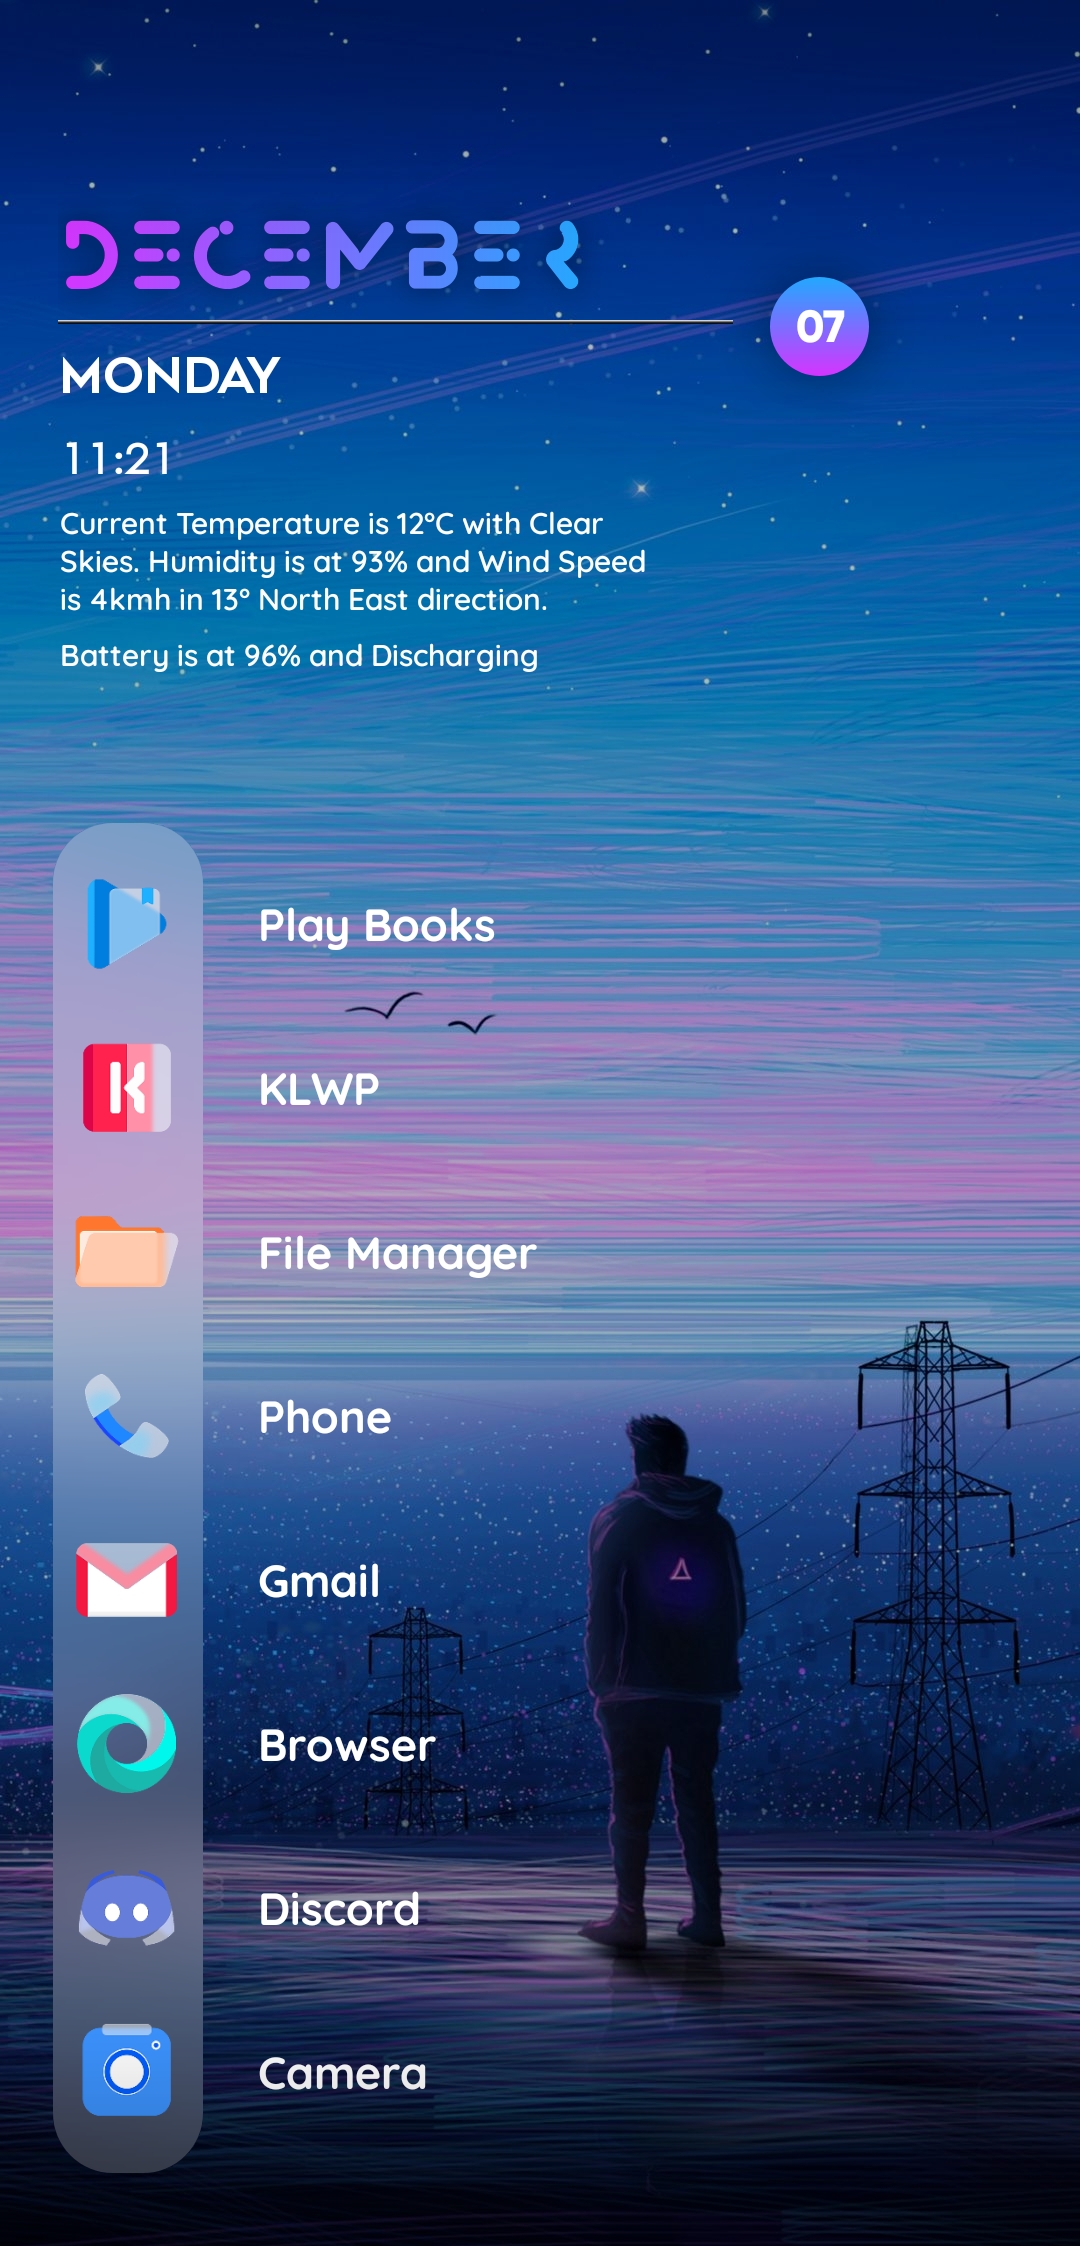 DECEMBER
07
MONDAY
11:21
Current Temperature is 12°C with Clear
Skies. Humidity is at 93% and Wind Speed
is 4kmh in 13° North East direction.
Battery is at 96% and Discharging
Play Books
KLWP
File Manager
Phone
Gmail
Browser
Discord
Camera